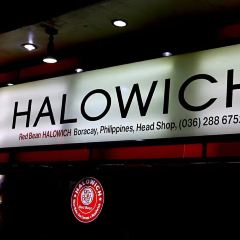 HALOWICH
Red Bean HALOWICH Boracay, Philippines, Head Shop, (036) 288 675
HALOWICH